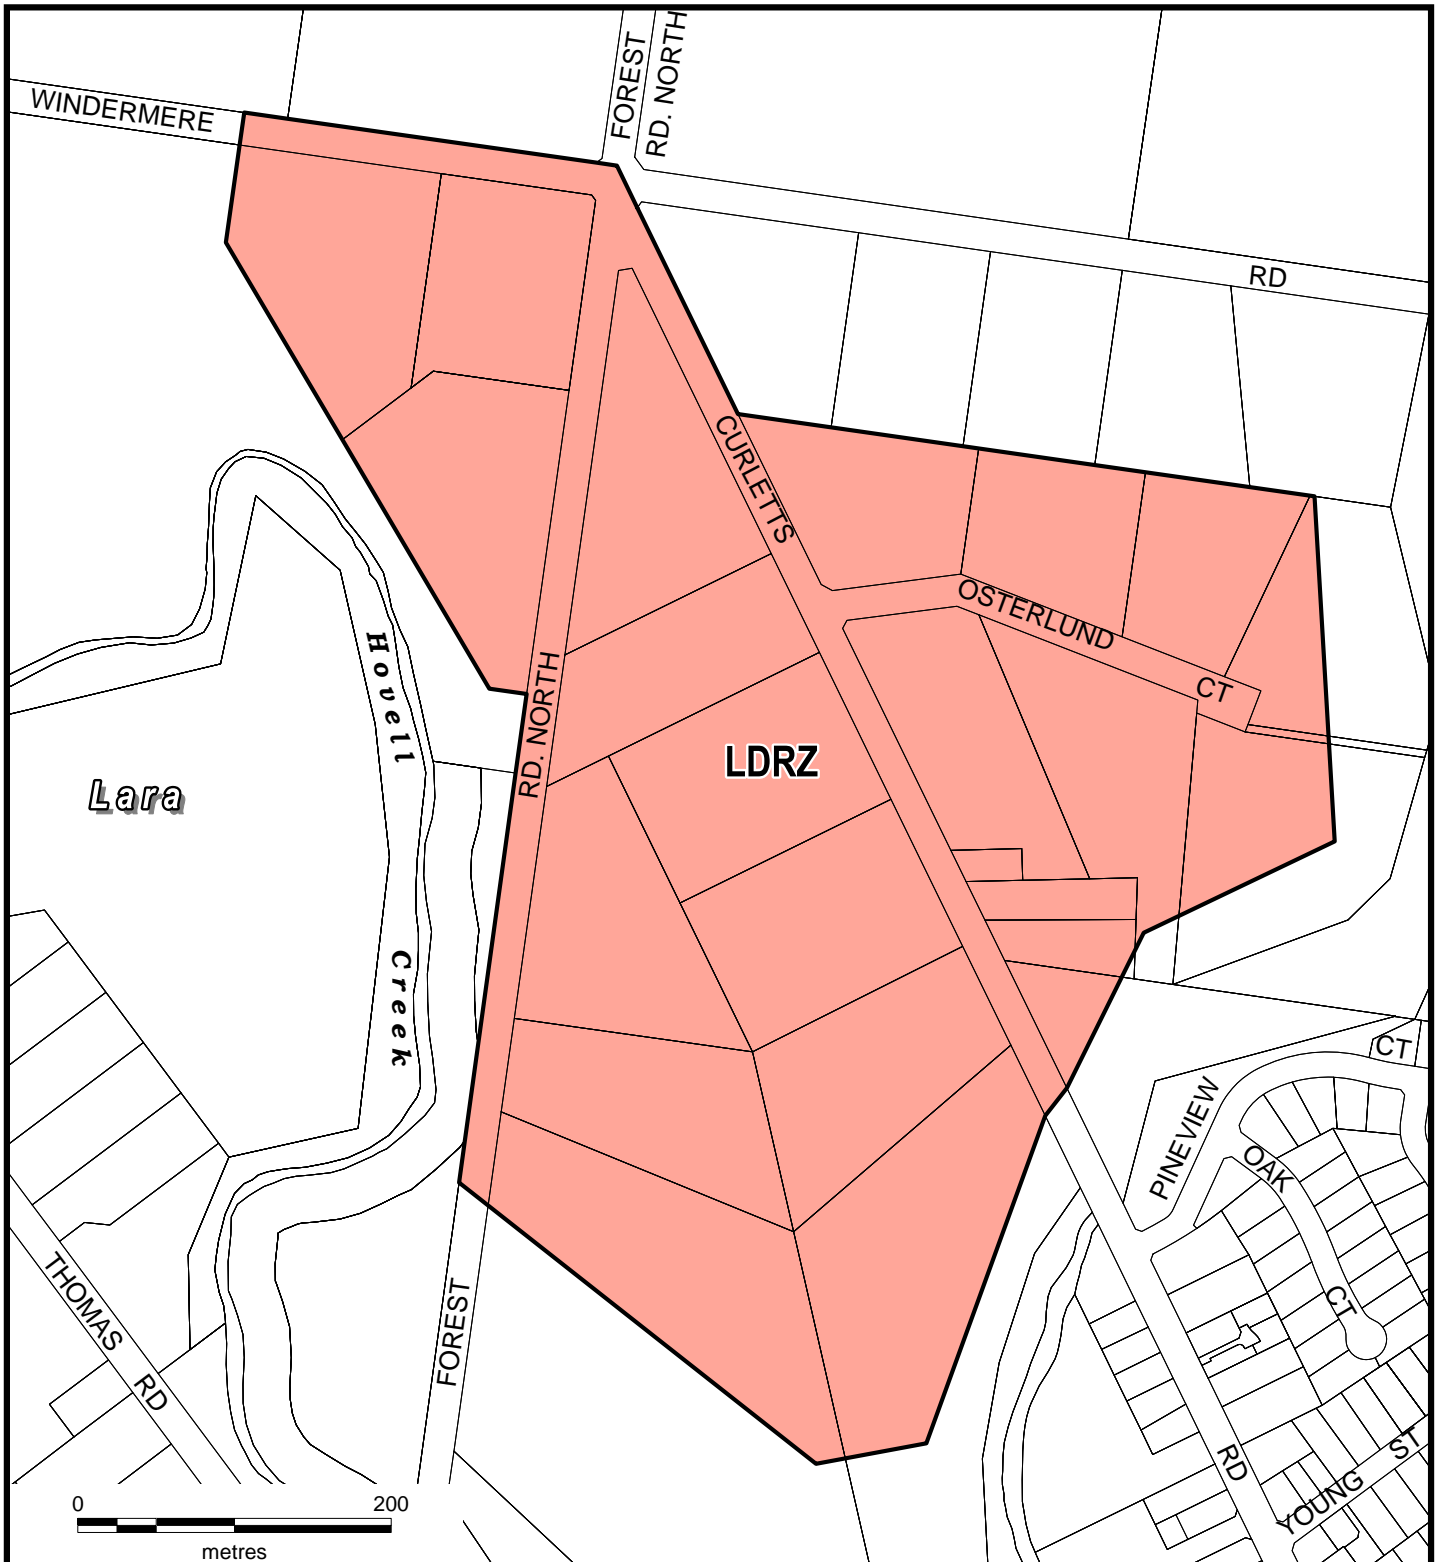 FOREST
RD. NORTH
WINDERMERE
RD
CURLETTS
OSTERLUND
CT
Hovell
RD. NORTH
LDRZ
Lara
Creek
CT
PINEVIEW
OAK
THOMAS
RD
FOREST
CT
RD
YOUNG ST
0 200
metres